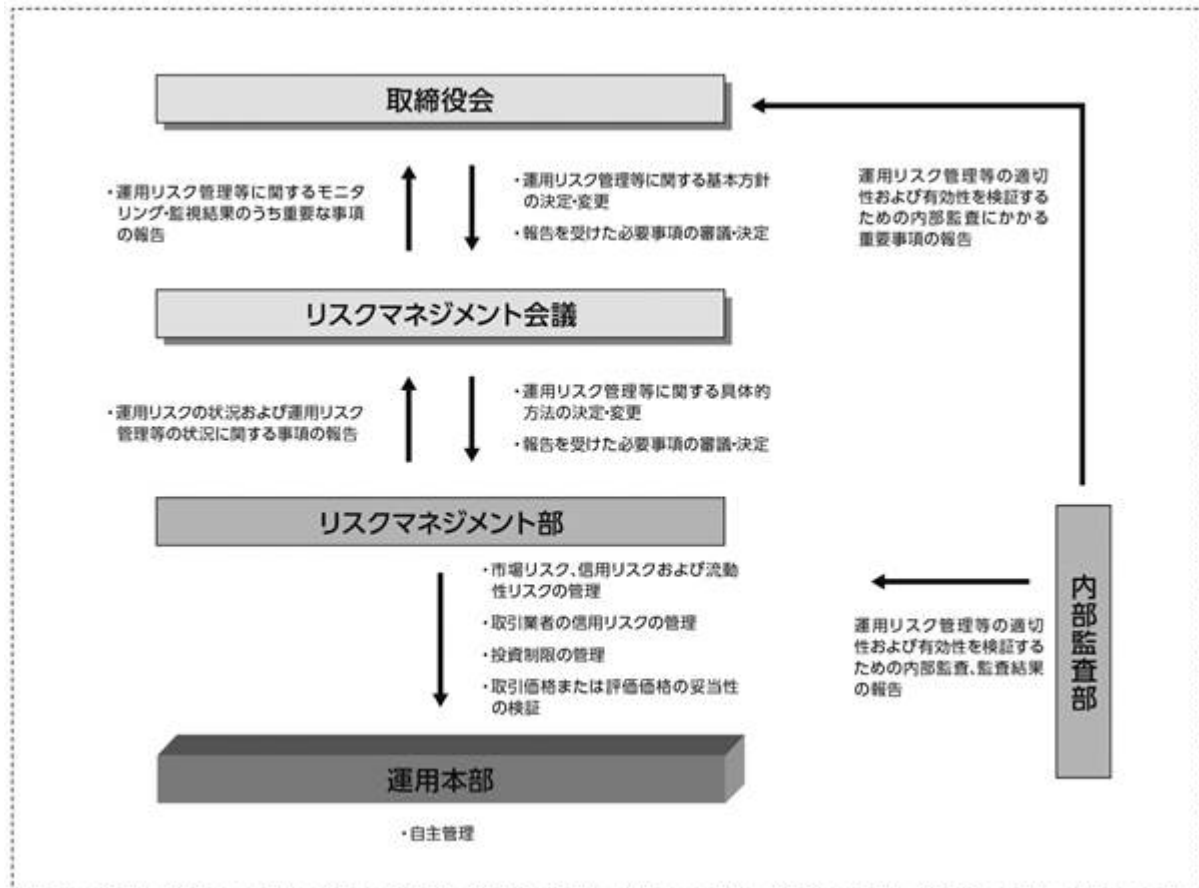 取締役会
・運用リスク管理等に関するモニタ
リング・監視結果のうち重要な事項
の報告
・運用リスク管理等に関する基本方針
の決定・変更
・報告を受けた必要事項の審議・決定
運用リスク管理等の適切
性および有効性を検証する
ための内部監査にかかる
重要事項の報告
リスクマネジメント会議
・運用リスクの状況および運用リスク
管理等の状況に関する事項の報告
・運用リスク管理等に関する具体的
方法の決定・変更
・報告を受けた必要事項の審議・決定
リスクマネジメント部
・市場リスク、信用リスクおよび流動
性リスクの管理
・取引業者の信用リスクの管理
・投資制限の管理
・取引価格または評価価格の妥当性
の検証
運用リスク管理等の適切
性および有効性を検証する
ための内部監査、監査結果
の報告
内部監査部
運用本部
・自主管理